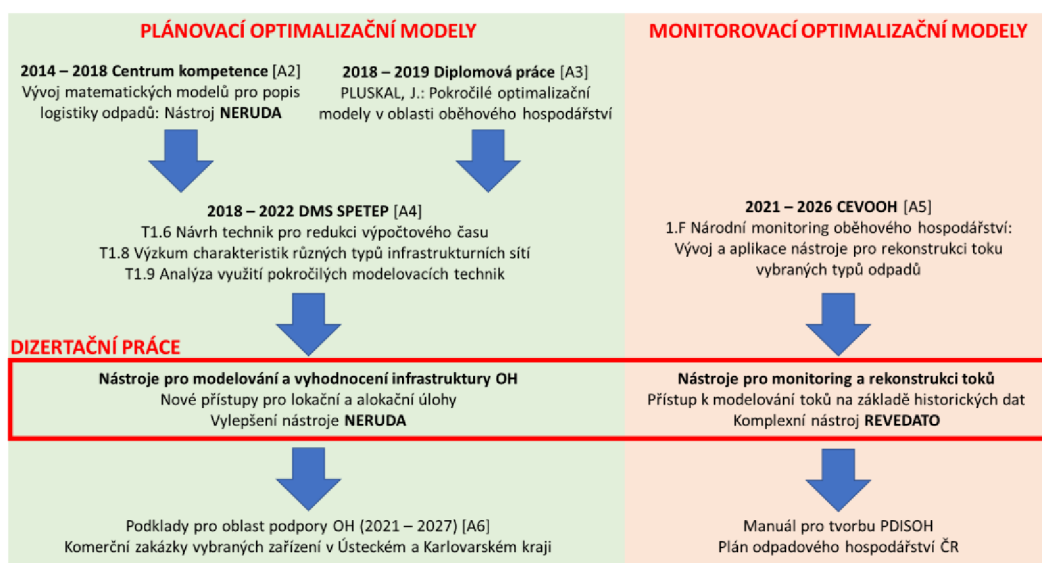 PLÁNOVACÍ OPTIMALIZAČNÍ MODELY
2014 – 2018 Centrum kompetence [A2]
Vývoj matematických modelů pro popis
logistiky odpadů: Nástroj NERUDA
2018 – 2019 Diplomová práce [A3]
PLUSKAL, J.: Pokročilé optimalizační
modely v oblasti oběhového hospodářství
2018 – 2022 DMS SPETEP [A4]
T1.6 Návrh technik pro redukci výpočtového času
T1.8 Výzkum charakteristik různých typů infrastrukturních sítí
T1.9 Analýza využití pokročilých modelovacích technik
MONITOROVACÍ OPTIMALIZAČNÍ MODELY
2021 – 2026 CEVOOH [A5]
1.F Národní monitoring oběhového hospodářství:
Vývoj a aplikace nástroje pro rekonstrukci toku
vybraných typů odpadů
DIZERTAČNÍ PRÁCE
Nástroje pro modelování a vyhodnocení infrastruktury OH
Nové přístupy pro lokační a alokační úlohy
Vylepšení nástroje NERUDA
Nástroje pro monitoring a rekonstrukci toků
Přístup k modelování toků na základě historických dat
Komplexní nástroj REVEDATO
Podklady pro oblast podpory OH (2021 – 2027) [A6]
Komerční zakázky vybraných zařízení v Ústeckém a Karlovarském kraji
Manuál pro tvorbu PDISOH
Plán odpadového hospodářství ČR